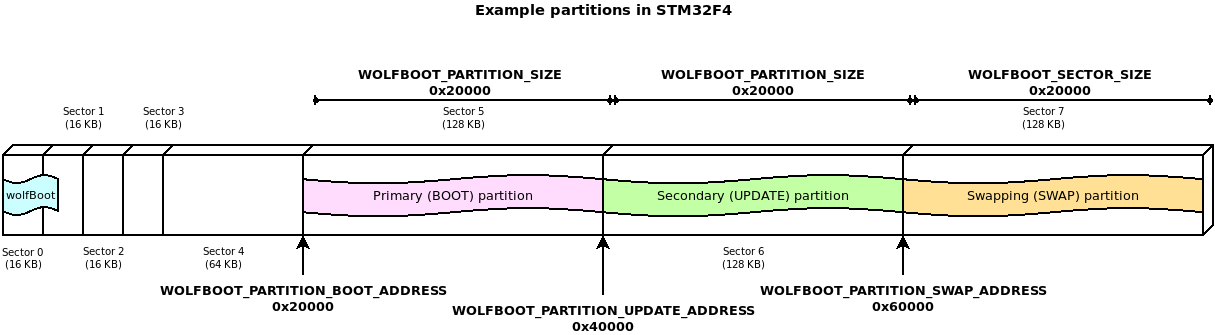 Example partitions in STM32F4
WOLFBOOT_PARTITION_SIZE
0x20000
WOLFBOOT_PARTITION_SIZE
0x20000
WOLFBOOT_SECTOR_SIZE
0x20000
Sector 1
(16 KB)
Sector 3
(16 KB)
Sector 5
(128 KB)
Sector 7
(128 KB)
wolfBoot
Primary (BOOT) partition
Secondary (UPDATE) partition
Swapping (SWAP) partition
Sector 0
(16 KB)
Sector 2
(16 KB)
Sector 4
(64 KB)
Sector 6
(128 KB)
WOLFBOOT_PARTITION_BOOT_ADDRESS
0x20000
WOLFBOOT_PARTITION_UPDATE_ADDRESS
0x40000
WOLFBOOT_PARTITION_SWAP_ADDRESS
0x60000